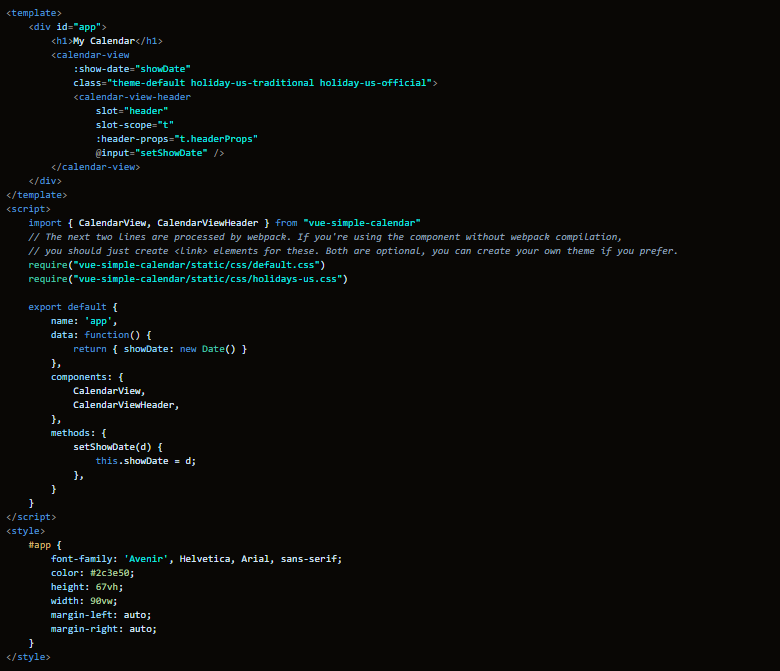 <template>
    <div id="app">
        <h1>My Calendar</h1>
        <calendar-view
            :show-date="showDate"
            class="theme-default holiday-us-traditional holiday-us-official">
            <calendar-view-header
                slot="header"
                slot-scope="t"
                :header-props="t.headerProps"
                @input="setShowDate" />
        </calendar-view>
    </div>
</template>
<script>
    import { CalendarView, CalendarViewHeader } from "vue-simple-calendar"
    // The next two lines are processed by webpack. If you're using the component without webpack compilation,
    // you should just create <link> elements for these. Both are optional, you can create your own theme if you prefer.
    require("vue-simple-calendar/static/css/default.css")
    require("vue-simple-calendar/static/css/holidays-us.css")

    export default {
        name: 'app',
        data: function() {
            return { showDate: new Date() }
        },
        components: {
            CalendarView,
            CalendarViewHeader,
        },
        methods: {
            setShowDate(d) {
                this.showDate = d;
            },
        }
    }
</script>
<style>
    #app {
        font-family: 'Avenir', Helvetica, Arial, sans-serif;
        color: #2c3e50;
        height: 67vh;
        width: 90vw;
        margin-left: auto;
        margin-right: auto;
    }
</style>